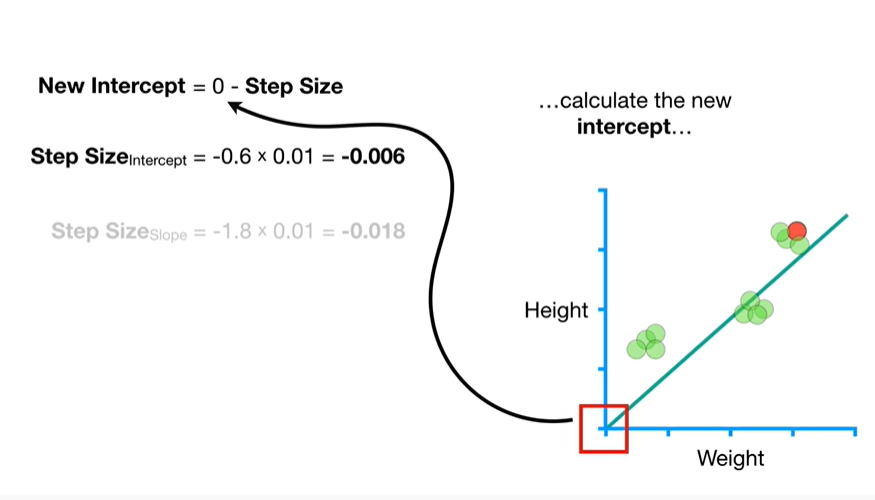 New Intercept = 0 - Step Size
…calculate the new
intercept…
Step SizeIntercept = -0.6 × 0.01 = -0.006
Step SizeSlope = -1.8 × 0.01 = -0.018
Height
Weight